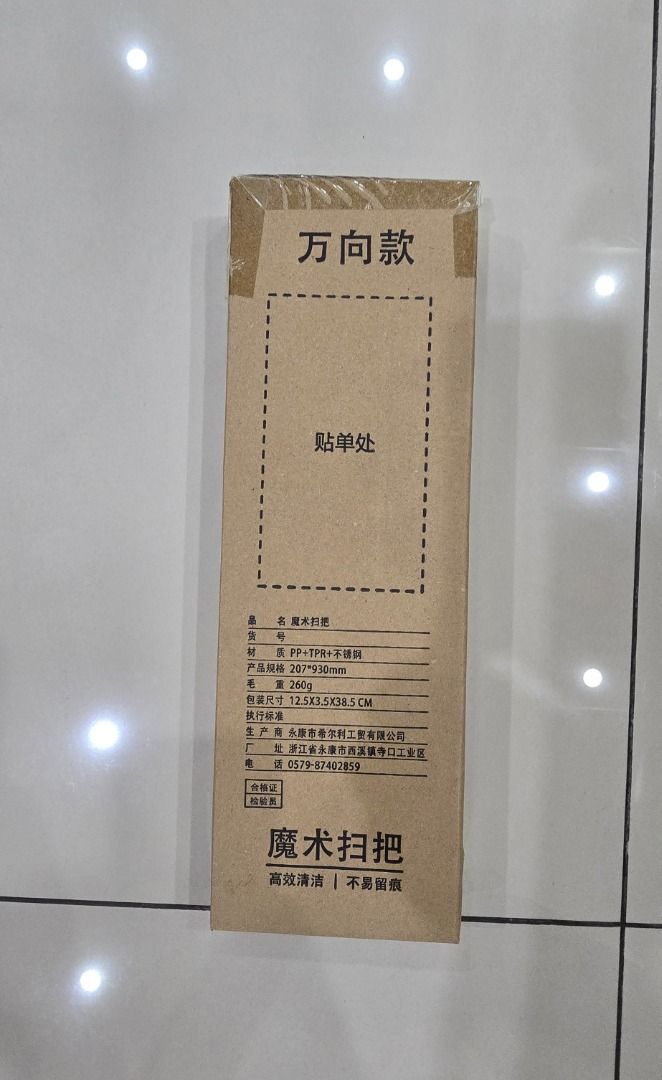 万向款
贴单处
品 名 魔术扫把
货 号
材 质 PP+TPR+不锈钢
产品规格 207*930mm
毛 重 260g
包装尺寸 12.5X3.5X38.5 CM
执行标准
生 产 商 永康市希尔利工贸有限公司
厂 址 浙江省永康市西溪镇寺口工业区
电 话 0579-87402859
合格证
检验员
魔术扫把
高效清洁 | 不易留痕